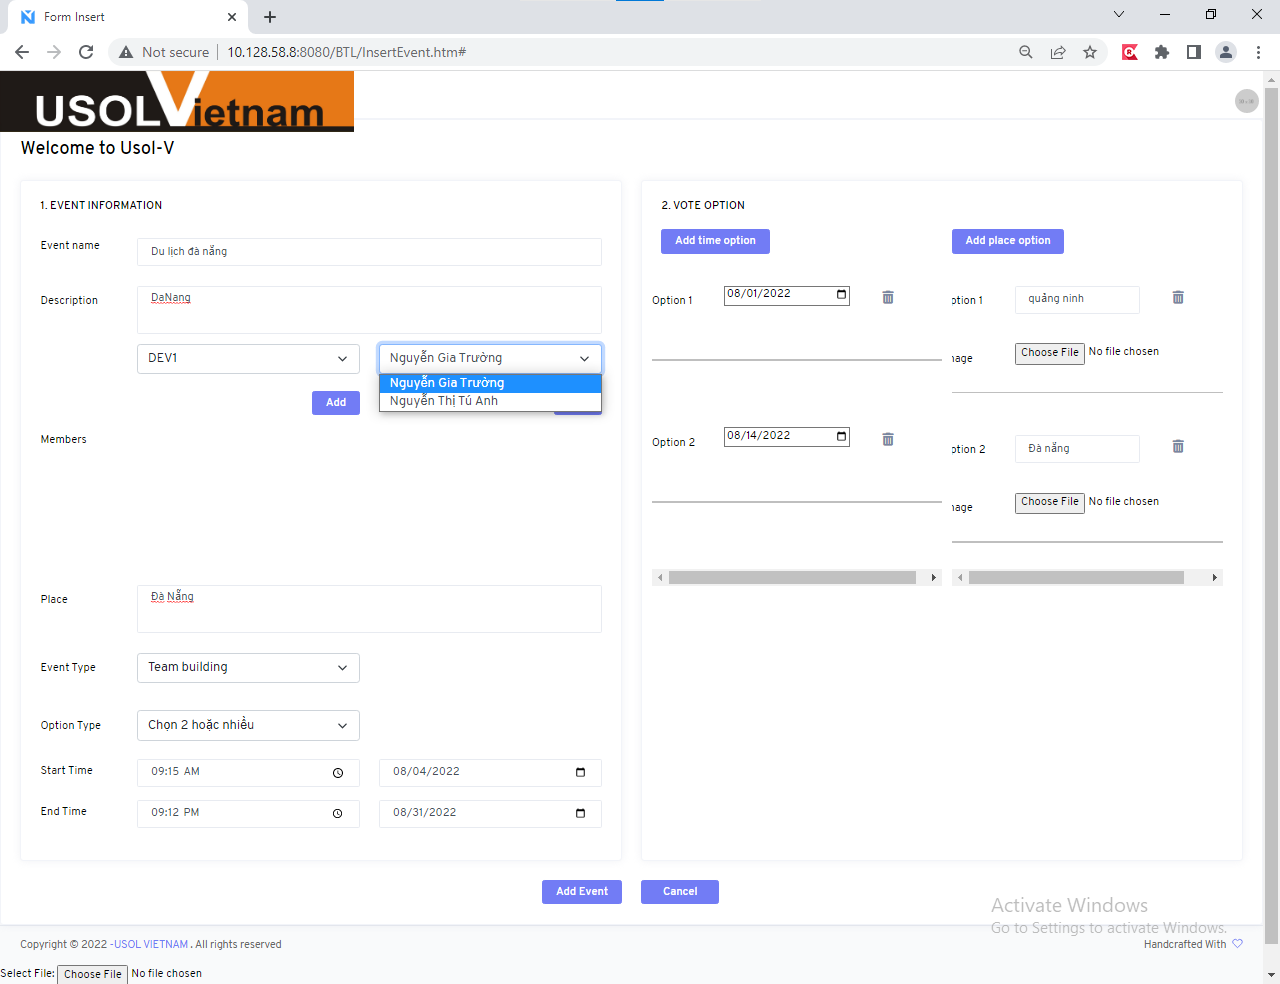 Form Insert
Not secure
10.128.58.8:8080/BTL/InsertEvent.htm#
USOL Vietnam
Welcome to Usol-V
1. EVENT INFORMATION
Event name
Du lịch đà nẵng
Description
DaNang
DEV1
Nguyễn Gia Trường
Nguyễn Gia Trường
Nguyễn Thị Tú Anh
Add
Members
Place
Đà Nẵng
Event Type
Team building
Option Type
Chọn 2 hoặc nhiều
Start Time
09:15 AM
08/04/2022
End Time
09:12 PM
08/31/2022
2. VOTE OPTION
Add time option
Option 1
08/01/2022
Option 2
08/14/2022
Add place option
ption 1
quảng ninh
nage
Choose File No file chosen
ption 2
Đà nẵng
nage
Choose File No file chosen
Add Event
Cancel
Activate Windows
Go to Settings to activate Windows.
Copyright © 2022 -USOL VIETNAM . All rights reserved
Handcrafted With
Select File: Choose File No file chosen